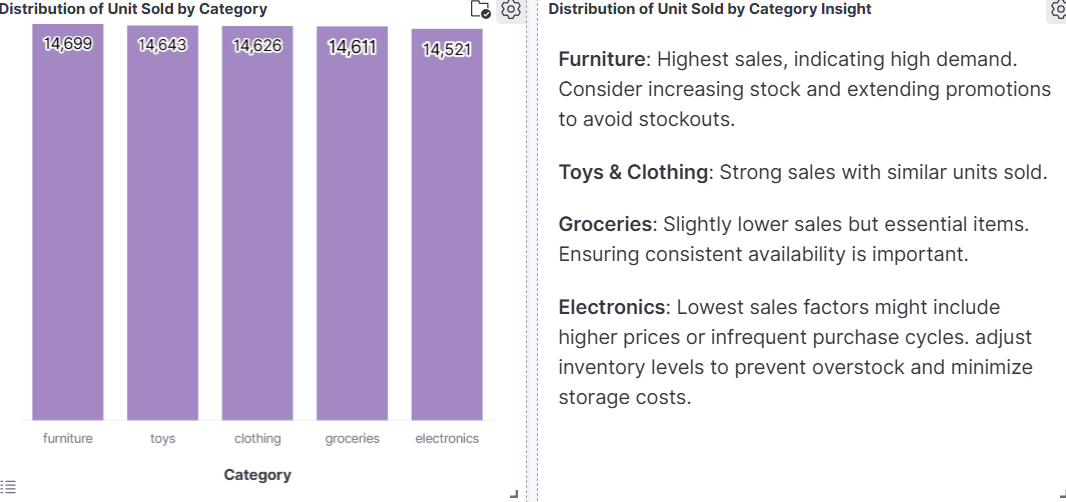 Distribution of Unit Sold by Category
14,699
14,643
14,626
14,611
14,521
furniture
toys
clothing
groceries
electronics
Category
Distribution of Unit Sold by Category Insight
Furniture: Highest sales, indicating high demand.
Consider increasing stock and extending promotions
to avoid stockouts.
Toys & Clothing: Strong sales with similar units sold.
Groceries: Slightly lower sales but essential items.
Ensuring consistent availability is important.
Electronics: Lowest sales factors might include
higher prices or infrequent purchase cycles. adjust
inventory levels to prevent overstock and minimize
storage costs.